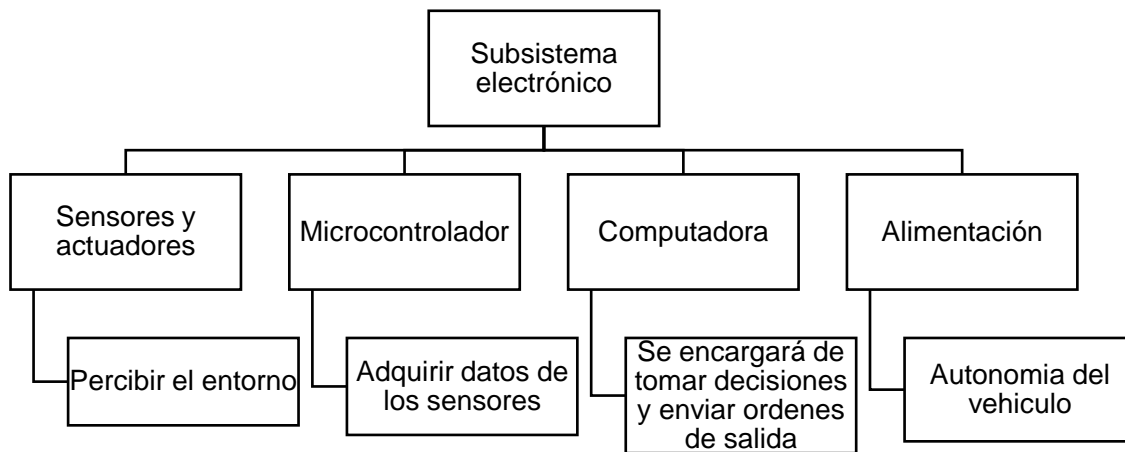 Subsistema
electrónico
Sensores y
actuadores
Microcontrolador
Computadora
Alimentación
Percibir el entorno
Adquirir datos de
los sensores
Se encargará de
tomar decisiones
y enviar ordenes
de salida
Autonomia del
vehiculo